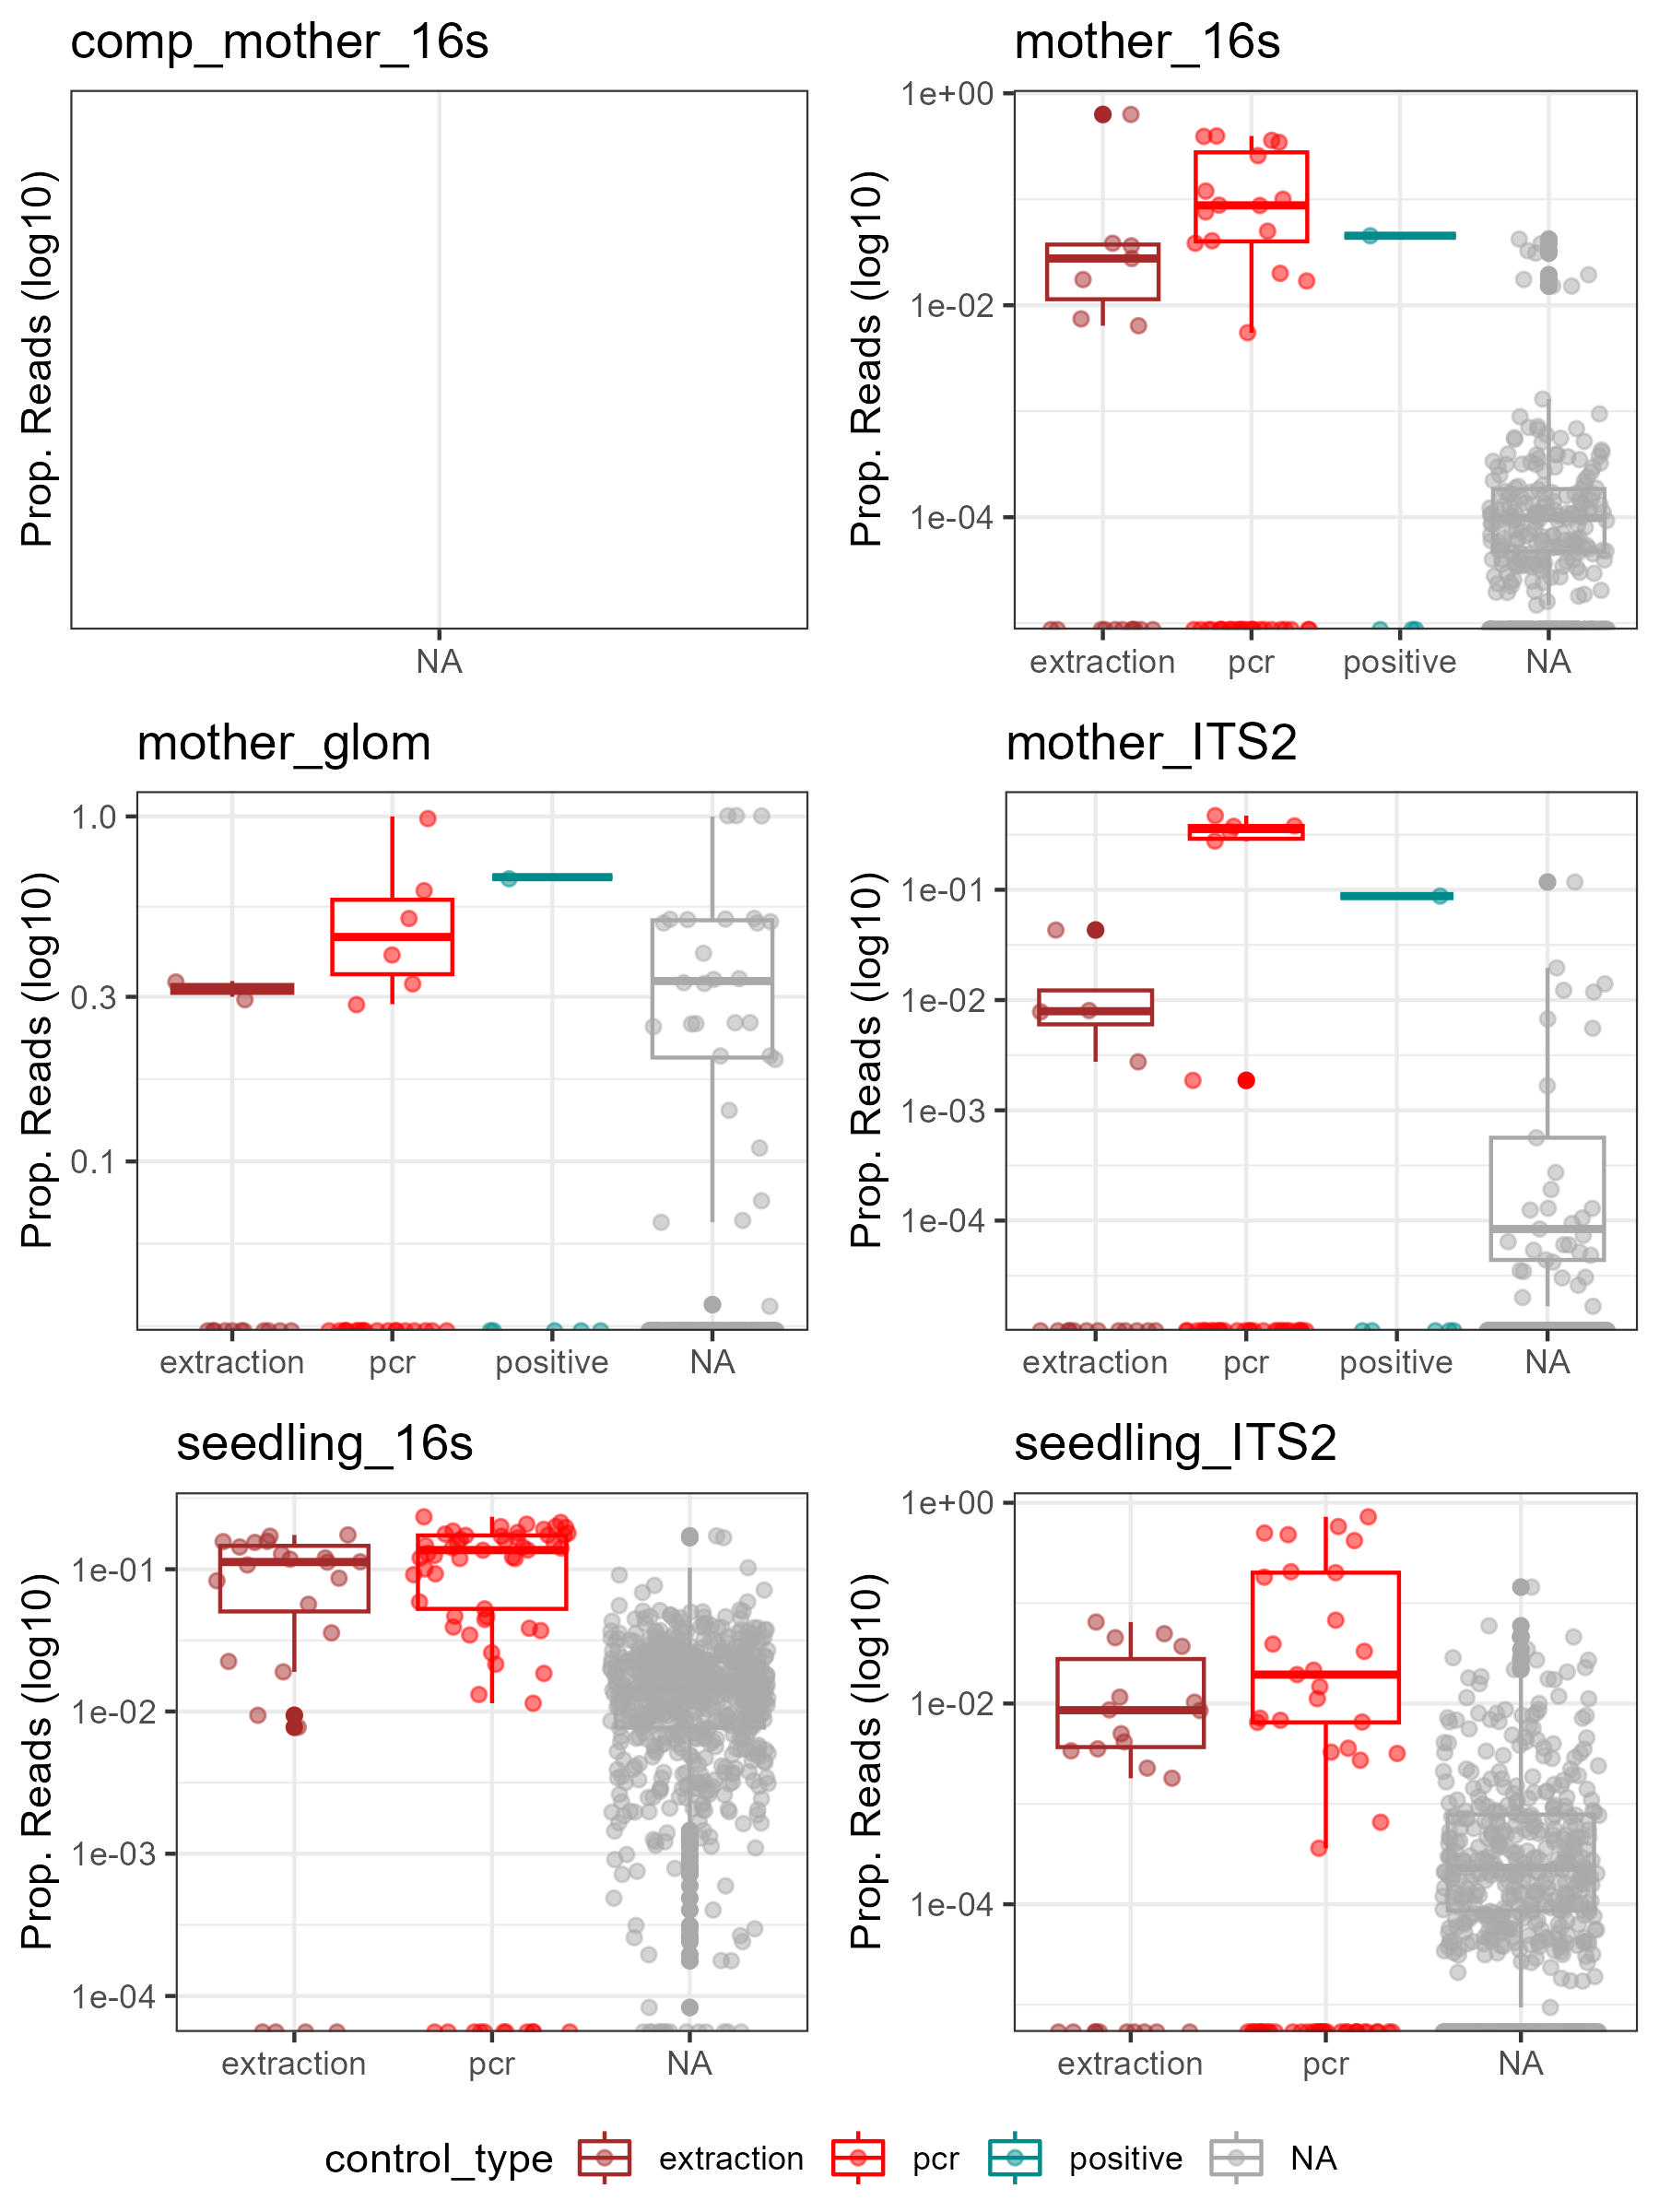 comp_mother_16s
Prop. Reads (log10)
NA
mother_16s
Prop. Reads (log10)
1e+00
1e-02
1e-04
extraction pcr positive NA
mother_glom
Prop. Reads (log10)
1.0
0.3
0.1
extraction pcr positive NA
mother_ITS2
Prop. Reads (log10)
1e-01
1e-02
1e-03
1e-04
extraction pcr positive NA
seedling_16s
Prop. Reads (log10)
1e-01
1e-02
1e-03
1e-04
extraction pcr NA
seedling_ITS2
Prop. Reads (log10)
1e+00
1e-02
1e-04
extraction pcr NA
control_type extraction pcr positive NA